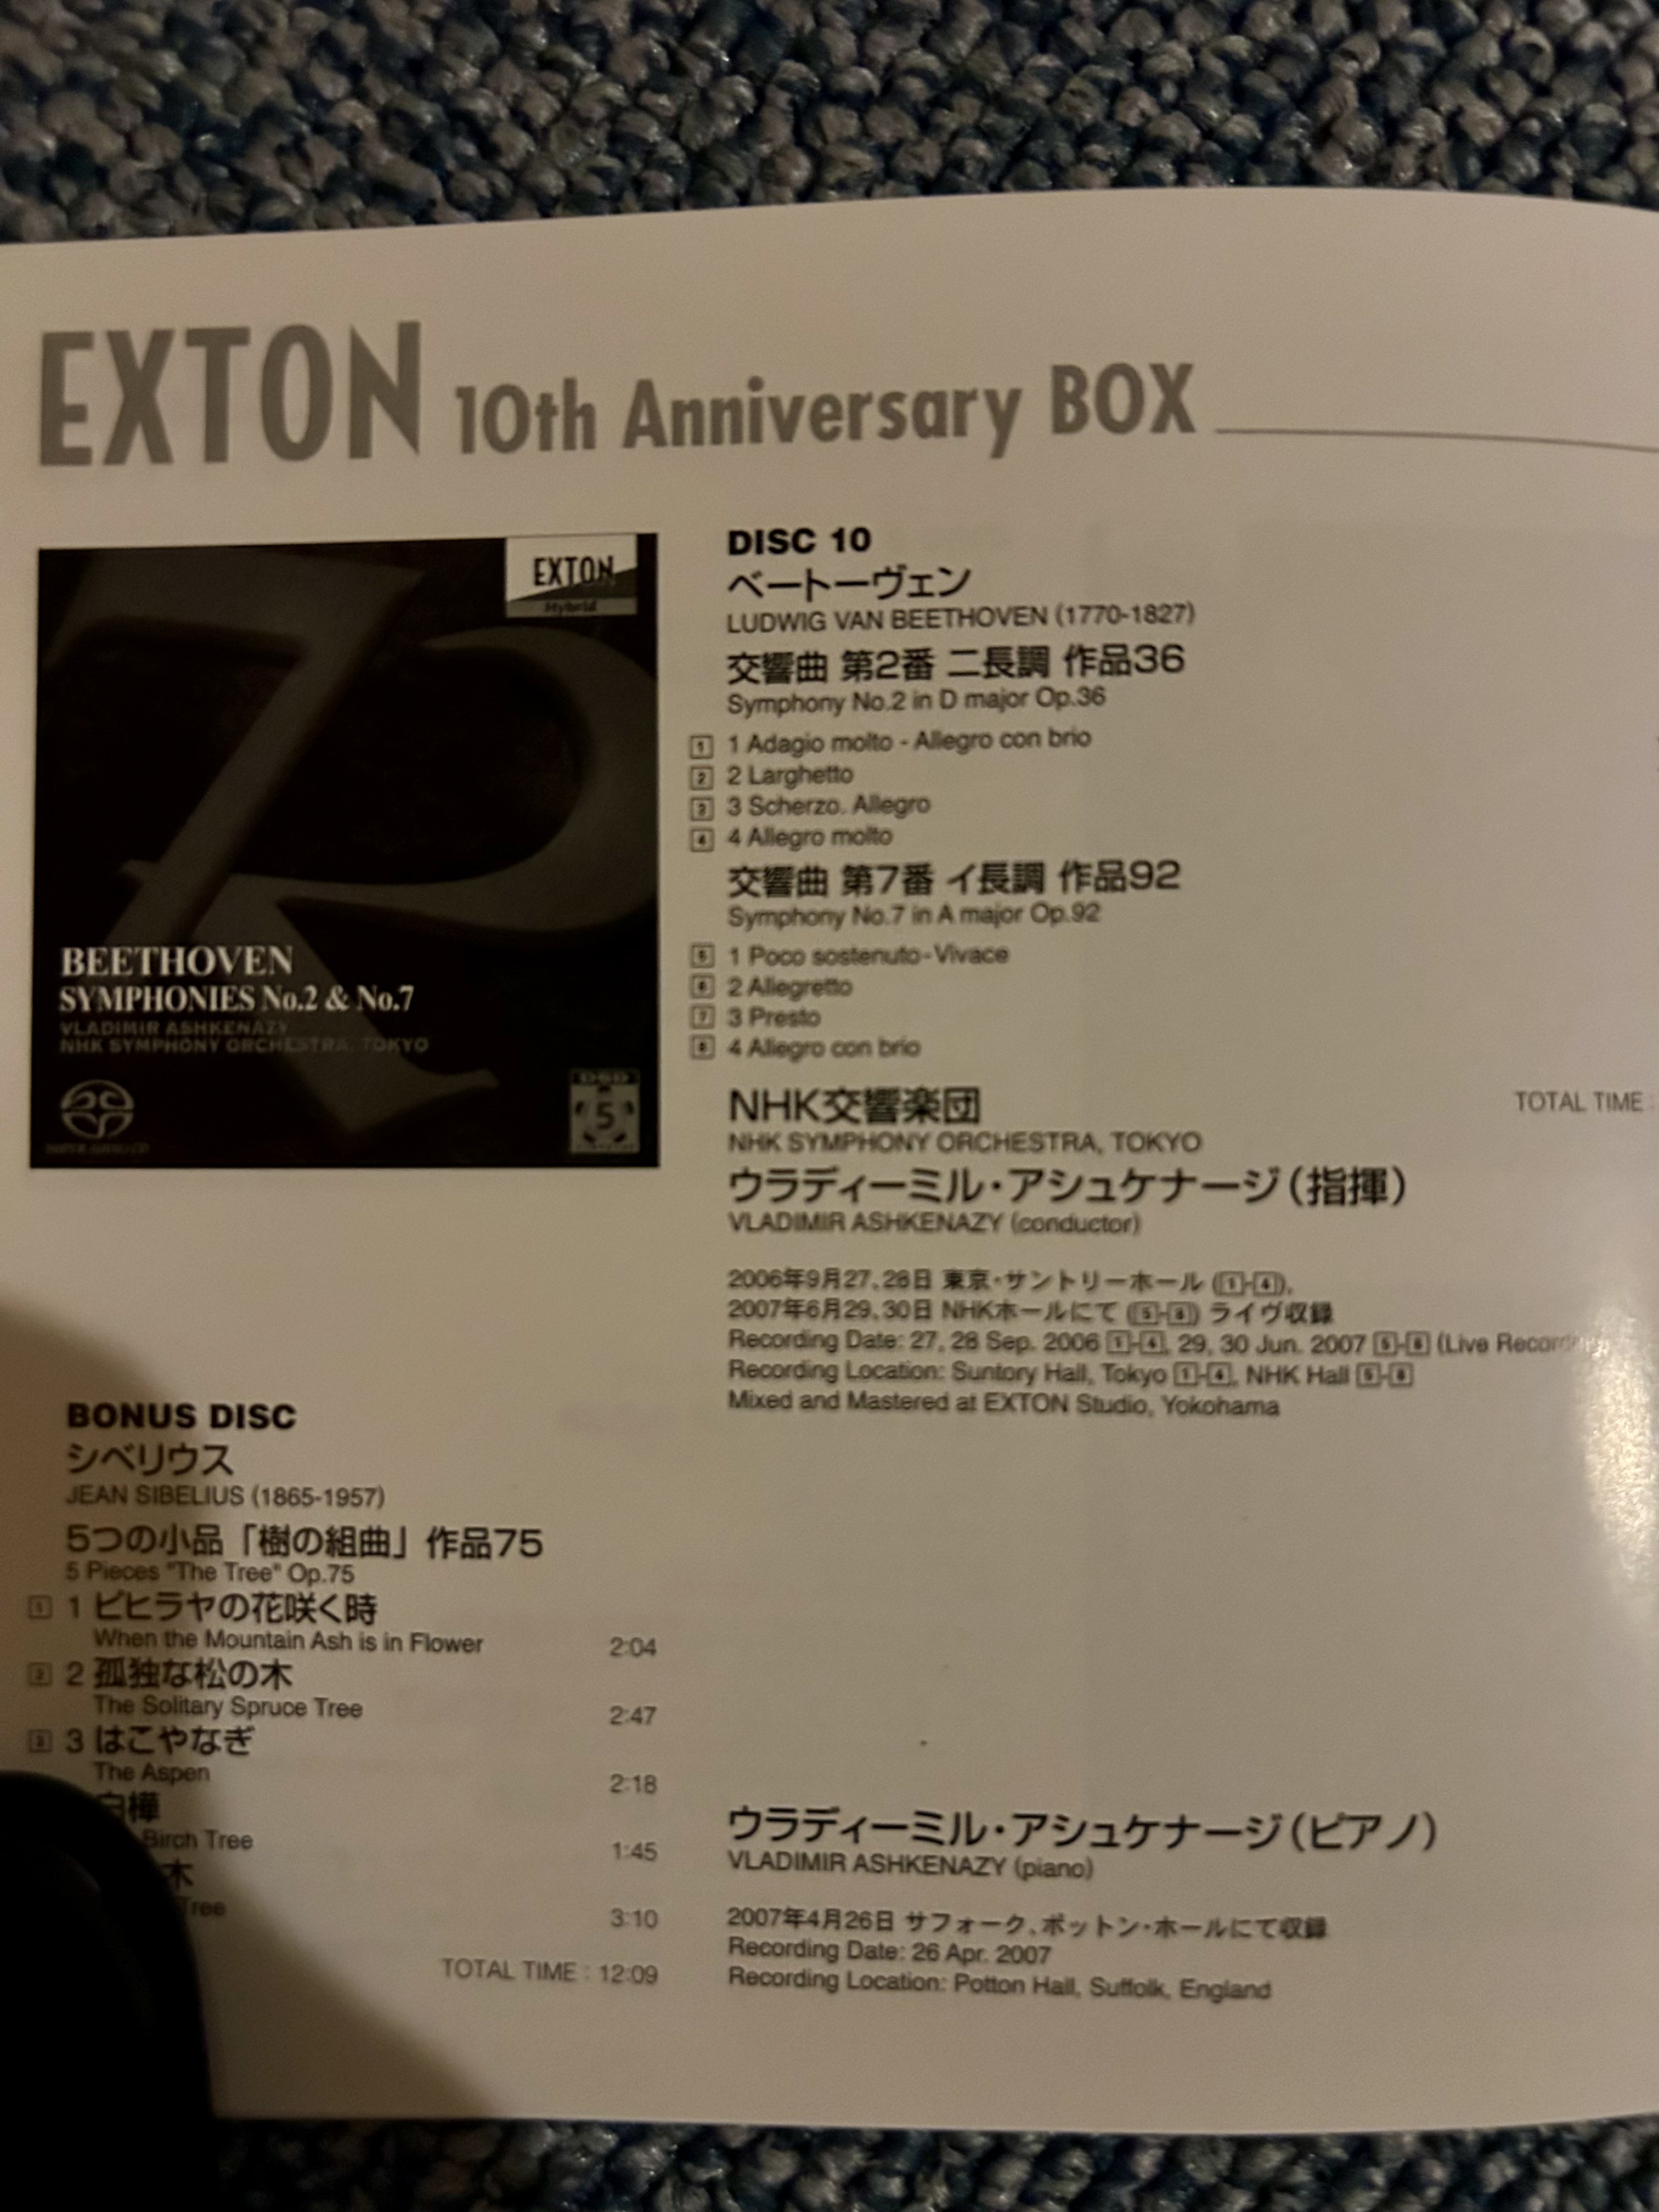 EXTON 10th Anniversary BOX
EXTON
Hybrid
BEETHOVEN
SYMPHONIES No.2 & No.7
VLADIMIR ASHKENAZY
NHK SYMPHONY ORCHESTRA, TOKYO
SUPER AUDIO CD
DSD
5
DISC 10
ベートーヴェン
LUDWIG VAN BEETHOVEN (1770-1827)
交響曲 第2番 ニ長調 作品36
Symphony No.2 in D major Op.36
1 1 Adagio molto - Allegro con brio
2 2 Larghetto
3 3 Scherzo. Allegro
4 4 Allegro molto
交響曲 第7番 イ長調 作品92
Symphony No.7 in A major Op.92
5 1 Poco sostenuto-Vivace
6 2 Allegretto
7 3 Presto
8 4 Allegro con brio
NHK交響楽団
TOTAL TIME :
NHK SYMPHONY ORCHESTRA, TOKYO
ウラディーミル・アシュケナージ(指揮)
VLADIMIR ASHKENAZY (conductor)
2006年9月27、28日 東京・サントリーホール (1-4)、
2007年6月29、30日 NHKホールにて (5-8) ライヴ収録
Recording Date: 27, 28 Sep. 2006 1-4, 29, 30 Jun. 2007 5-8 (Live
Recording Location: Suntory Hall, Tokyo 1-4, NHK Hall 5-8
Mixed and Mastered at EXTON Studio, Yokohama
BONUS DISC
シベリウス
JEAN SIBELIUS (1865-1957)
5つの小品「樹の組曲」作品75
5 Pieces "The Tree" Op.75
1 1 ピヒラヤの花咲く時
When the Mountain Ash is in Flower 2:04
2 2 孤独な松の木
The Solitary Spruce Tree 2:47
3 3 はこやなぎ
The Aspen 2:18
白樺
Birch Tree 1:45
木
Tree 3:10
TOTAL TIME : 12:09
ウラディーミル・アシュケナージ(ピアノ)
VLADIMIR ASHKENAZY (piano)
2007年4月26日 サフォーク、ポットン・ホールにて収録
Recording Date: 26 Apr. 2007
Recording Location: Potton Hall, Suffolk, England